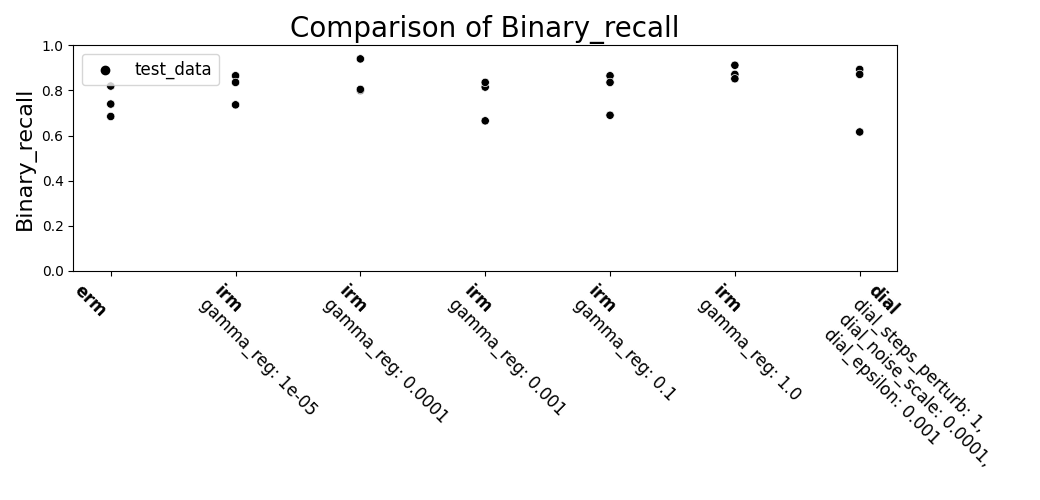 Comparison of Binary_recall
test_data
Binary_recall
1.0
0.8
0.6
0.4
0.2
0.0
erm
irm
gamma_reg: 1e-05
irm
gamma_reg: 0.0001
irm
gamma_reg: 0.001
irm
gamma_reg: 0.1
irm
gamma_reg: 1.0
dial
dial_steps_perturb: 1,
dial_noise_scale: 0.0001,
dial_epsilon: 0.001